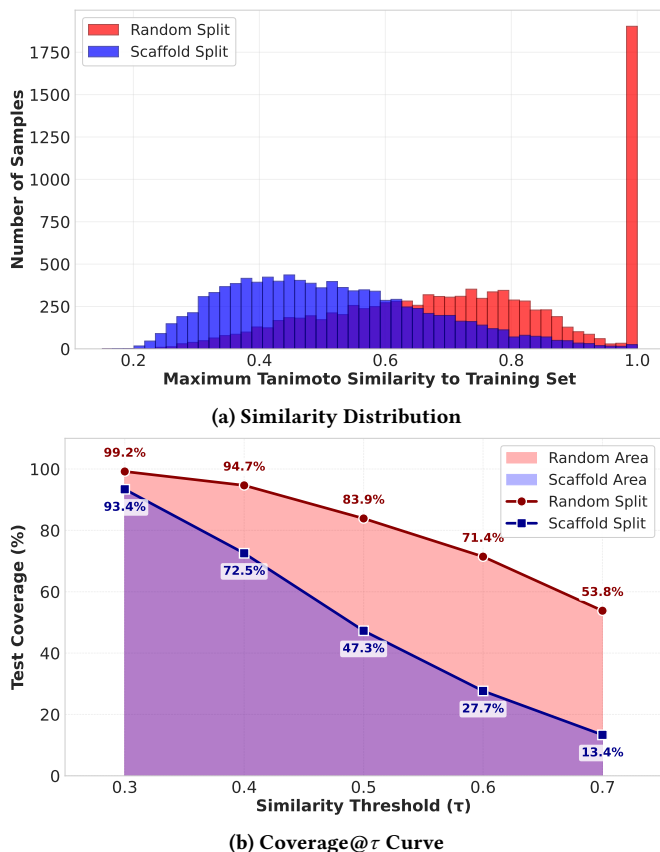 Random Split
Scaffold Split
1750
1500
1250
1000
750
500
250
0
Number of Samples
0.2 0.4 0.6 0.8 1.0
Maximum Tanimoto Similarity to Training Set
(a) Similarity Distribution
Random Area
Scaffold Area
Random Split
Scaffold Split
100
80
60
40
20
0
Test Coverage (%)
99.2%
94.7%
83.9%
71.4%
53.8%
93.4%
72.5%
47.3%
27.7%
13.4%
0.3 0.4 0.5 0.6 0.7
Similarity Threshold (τ)
(b) Coverage@τ Curve